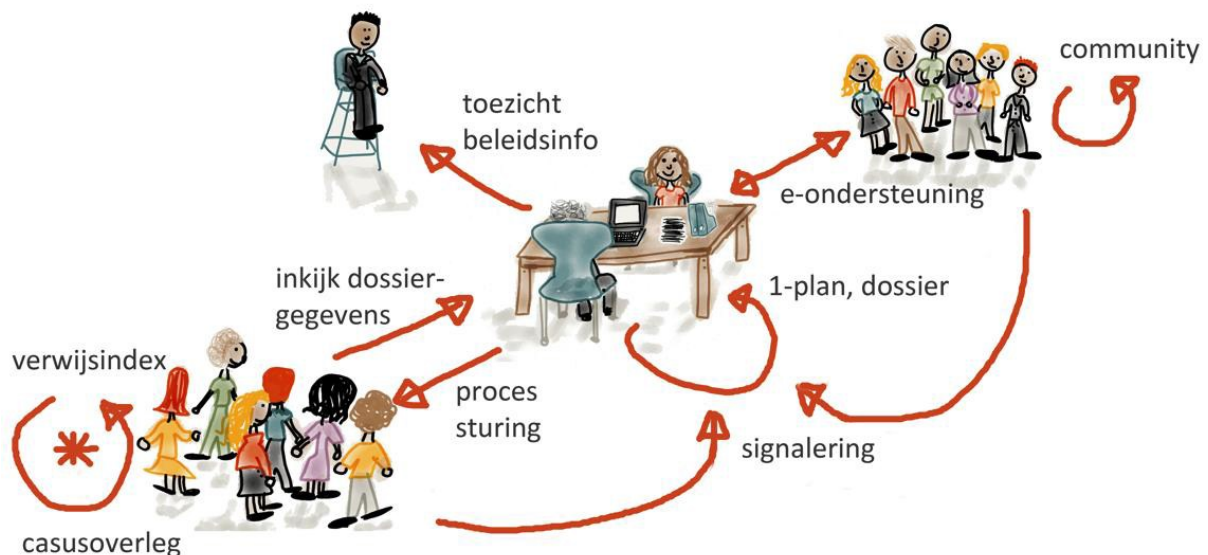 community
toezicht
beleidsinfo
e-ondersteuning
inkijk dossier-
gegevens
1-plan, dossier
verwijsindex
proces
sturing
signalering
casusoverleg